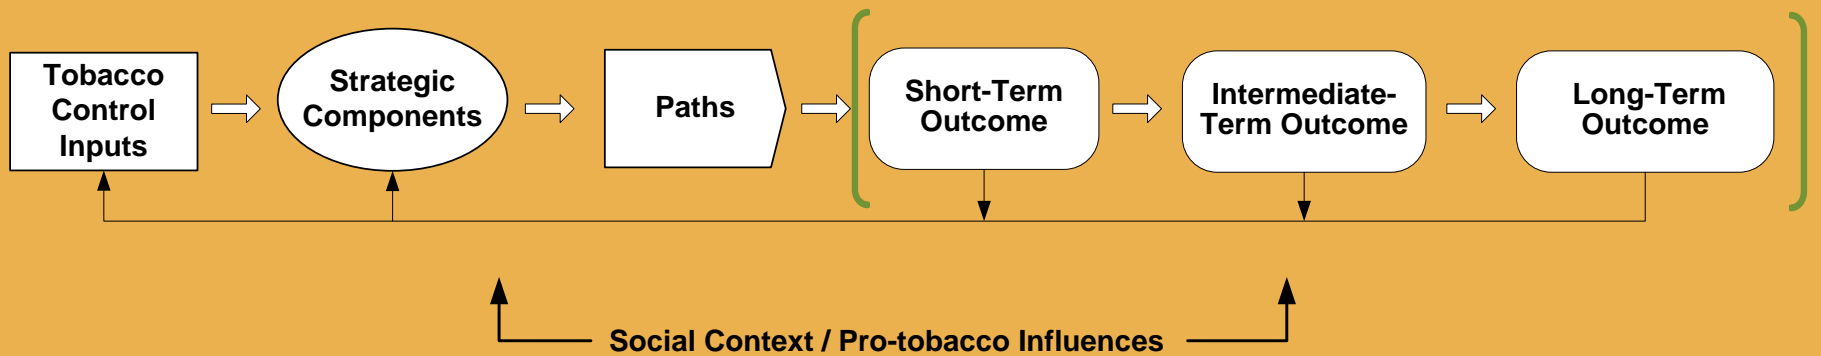 Tobacco
Control
Inputs
Strategic
Components
Paths
Short-Term
Outcome
Intermediate-
Term Outcome
Long-Term
Outcome
Social Context / Pro-tobacco Influences